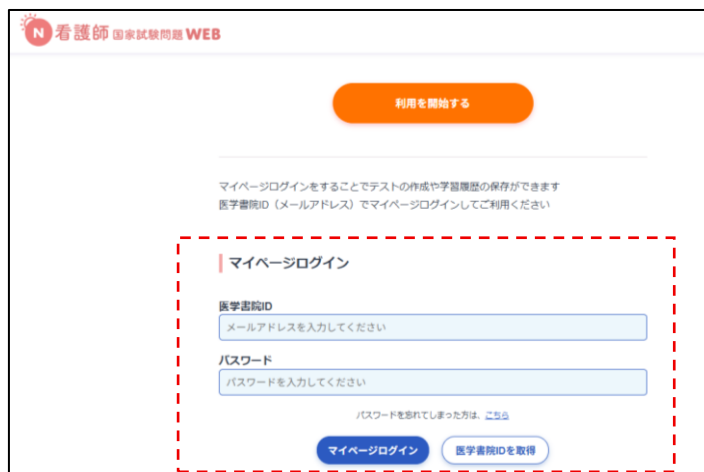 N 看護師 国家試験問題 WEB
利用を開始する
マイページログインをすることでテストの作成や学習履歴の保存ができます
医学書院ID（メールアドレス）でマイページログインしてご利用ください
マイページログイン
医学書院ID
メールアドレスを入力してください
パスワード
パスワードを入力してください
パスワードを忘れてしまった方は、こちら
マイページログイン 医学書院IDを取得